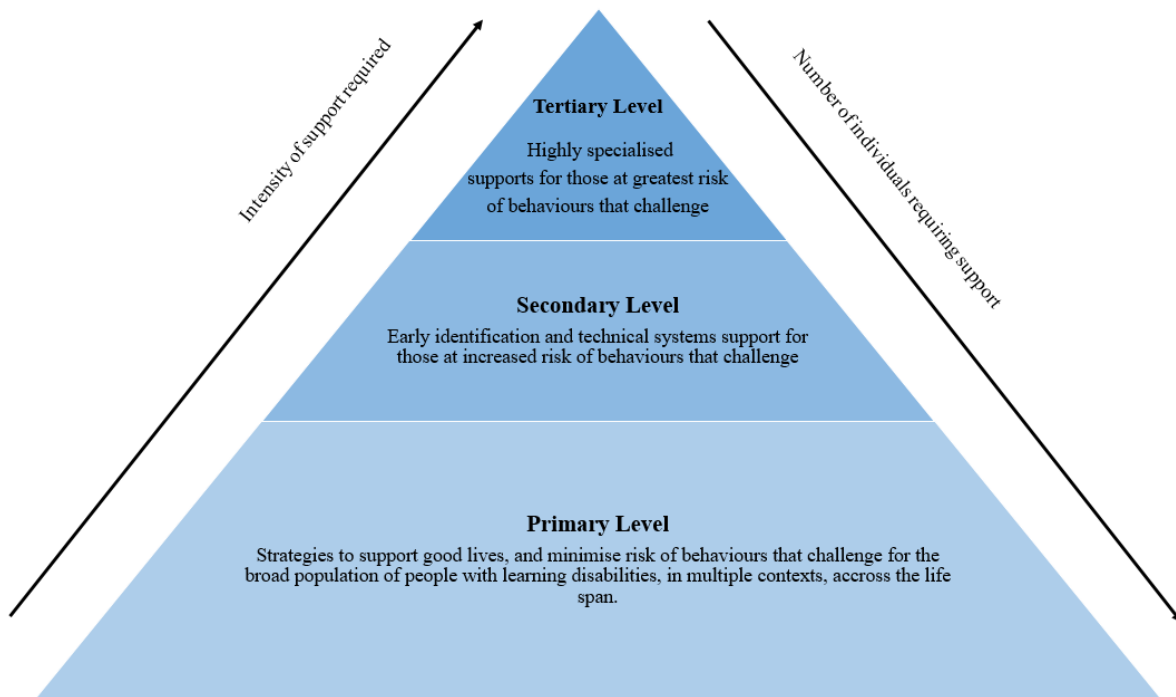 Intensity of support required
Number of individuals requiring support
Tertiary Level
Highly specialised
supports for those at greatest risk
of behaviours that challenge
Secondary Level
Early identification and technical systems support for
those at increased risk of behaviours that challenge
Primary Level
Strategies to support good lives, and minimise risk of behaviours that challenge for the
broad population of people with learning disabilities, in multiple contexts, accross the life
span.